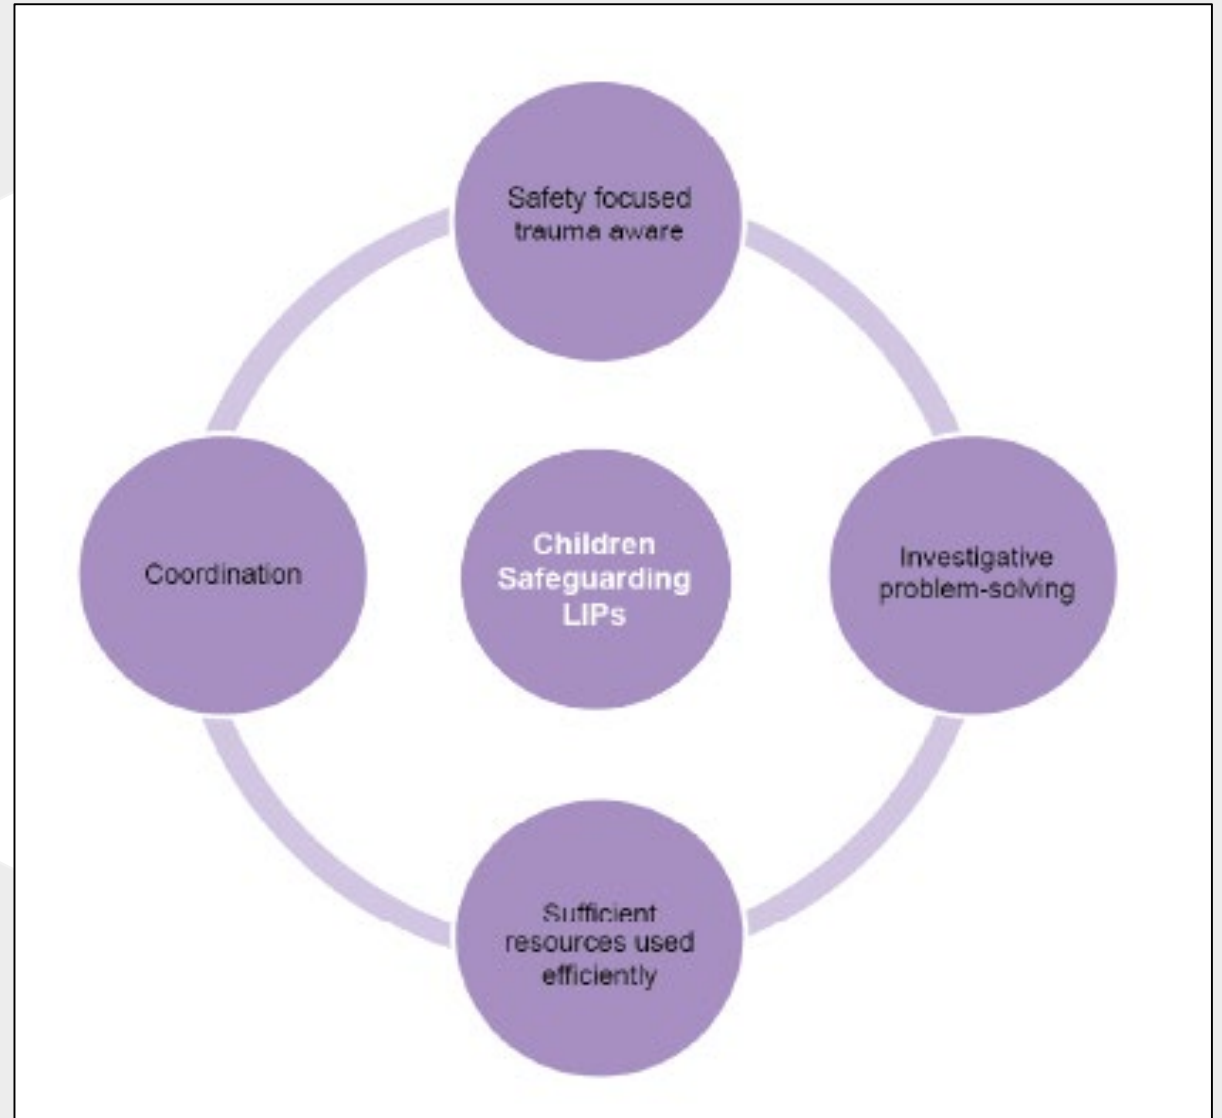 Safety focused
trauma aware
Coordination
Children
Safeguarding
LIPs
Investigative
problem-solving
Sufficient
resources used
efficiently